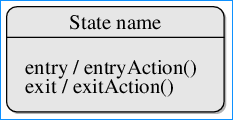 State name
entry / entryAction()
exit / exitAction()